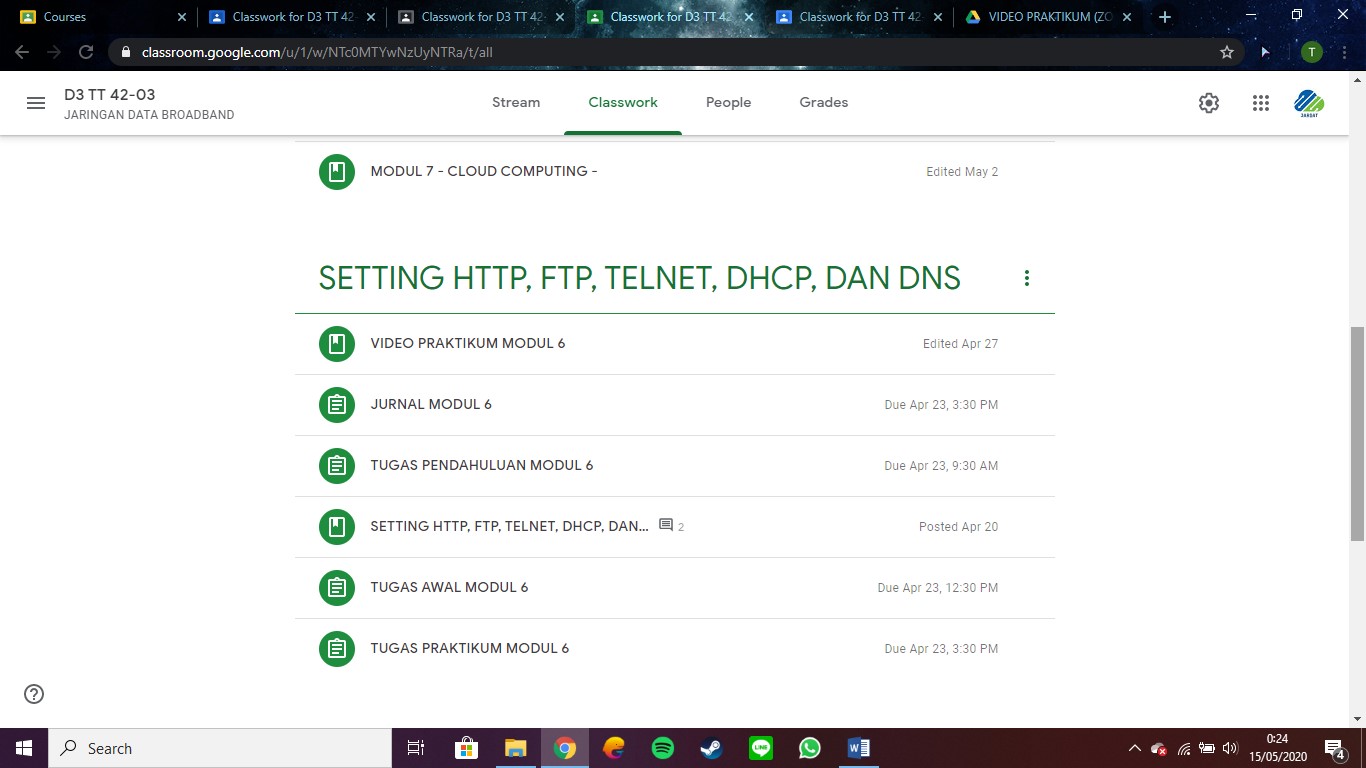 Courses
Classwork for D3 TT 42-
Classwork for D3 TT 42-
Classwork for D3 TT 42-
Classwork for D3 TT 42-
VIDEO PRAKTIKUM (ZO
classroom.google.com/u/1/w/NTc0MTYwNzUyNTRa/t/all
T
D3 TT 42-03
JARINGAN DATA BROADBAND
Stream
Classwork
People
Grades
JARDAT
MODUL 7 - CLOUD COMPUTING -
Edited May 2
SETTING HTTP, FTP, TELNET, DHCP, DAN DNS
VIDEO PRAKTIKUM MODUL 6
Edited Apr 27
JURNAL MODUL 6
Due Apr 23, 3:30 PM
TUGAS PENDAHULUAN MODUL 6
Due Apr 23, 9:30 AM
SETTING HTTP, FTP, TELNET, DHCP, DAN...
2
Posted Apr 20
TUGAS AWAL MODUL 6
Due Apr 23, 12:30 PM
TUGAS PRAKTIKUM MODUL 6
Due Apr 23, 3:30 PM
Search
LINE
W
0:24
15/05/2020
4